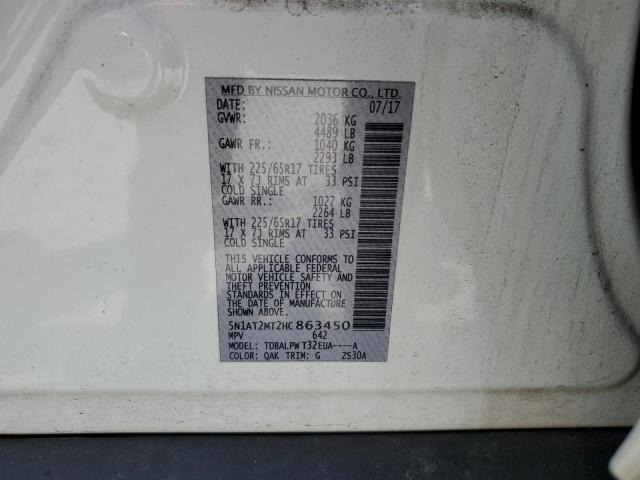 MFD BY NISSAN MOTOR CO., LTD.
DATE: 07/17
GVWR: 2036 KG
4489 LB
GAWR FR.: 1040 KG
2293 LB
WITH 225/65R17 TIRES
17 X 7J RIMS AT 33 PSI
COLD SINGLE
GAWR RR.: 1027 KG
2264 LB
WITH 225/65R17 TIRES
17 X 7J RIMS AT 33 PSI
COLD SINGLE
THIS VEHICLE CONFORMS TO
ALL APPLICABLE FEDERAL
MOTOR VEHICLE SAFETY AND
THEFT PREVENTION
STANDARDS IN EFFECT ON
THE DATE OF MANUFACTURE
SHOWN ABOVE.
5N1AT2MT2HC863450
MPV 642
MODEL: TDBALPWT32EUA----A
COLOR: QAK TRIM: G ZS30A